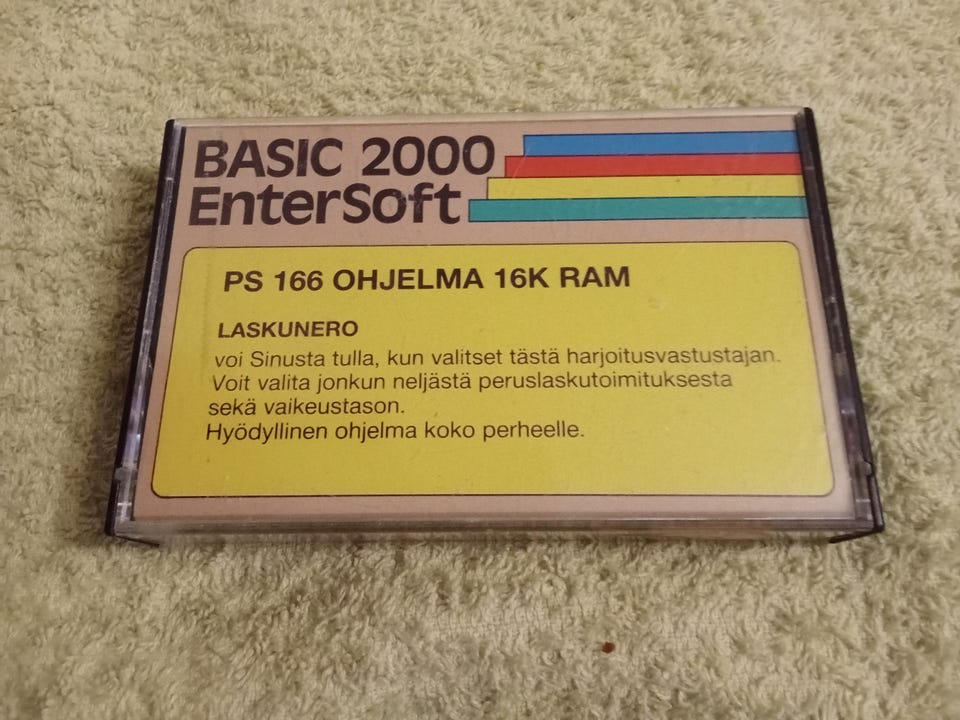 BASIC 2000
EnterSoft
PS 166 OHJELMA 16K RAM
LASKUNERO
voi Sinusta tulla, kun valitset tästä harjoitusvastustajan.
Voit valita jonkun neljästä peruslaskutoimituksesta
sekä vaikeustason.
Hyödyllinen ohjelma koko perheelle.